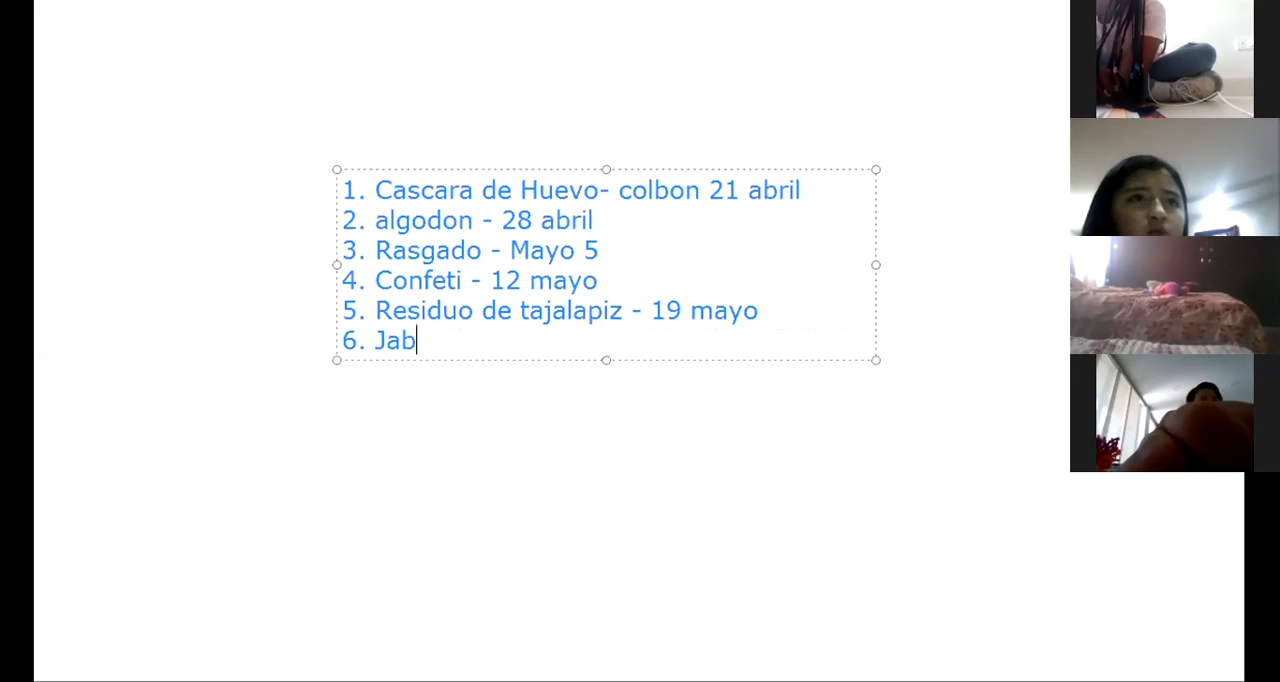 1. Cascara de Huevo- colbon 21 abril
2. algodon - 28 abril
3. Rasgado - Mayo 5
4. Confeti - 12 mayo
5. Residuo de tajalapiz - 19 mayo
6. Jab